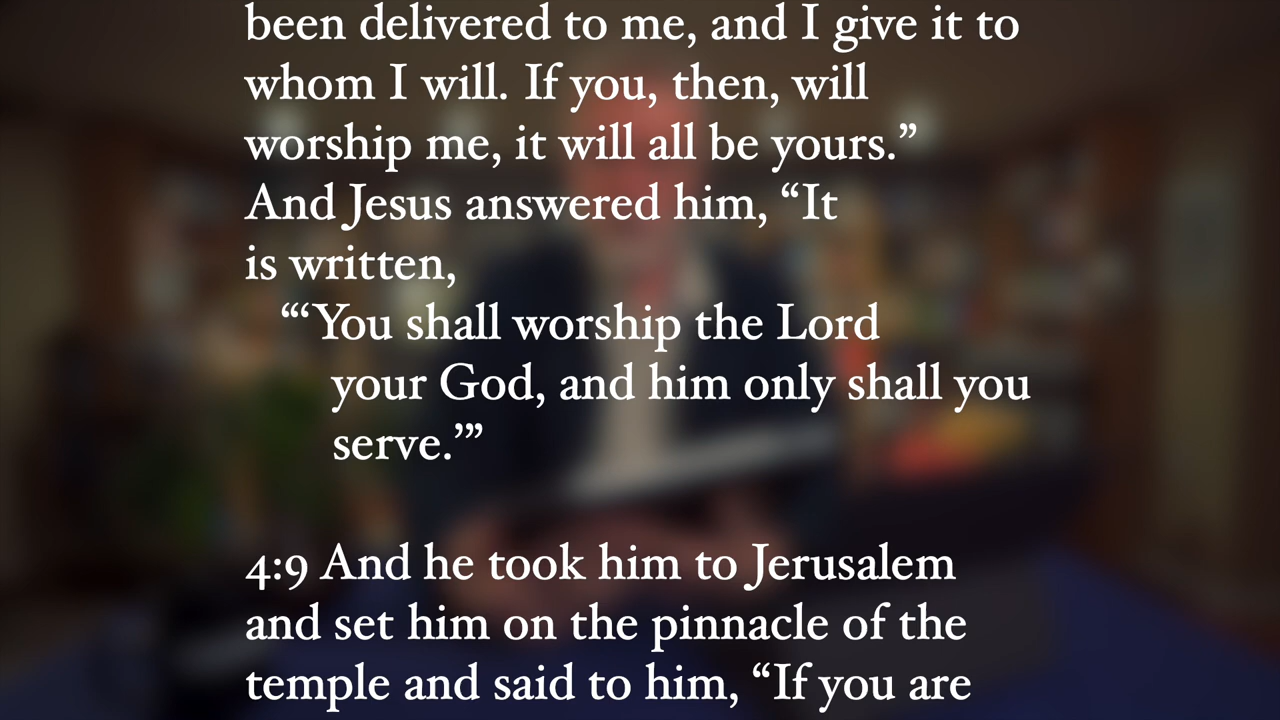 been delivered to me, and I give it to
whom I will. If you, then, will
worship me, it will all be yours.”
And Jesus answered him, “It
is written,
“‘You shall worship the Lord
your God, and him only shall you
serve.’”
4:9 And he took him to Jerusalem
and set him on the pinnacle of the
temple and said to him, “If you are